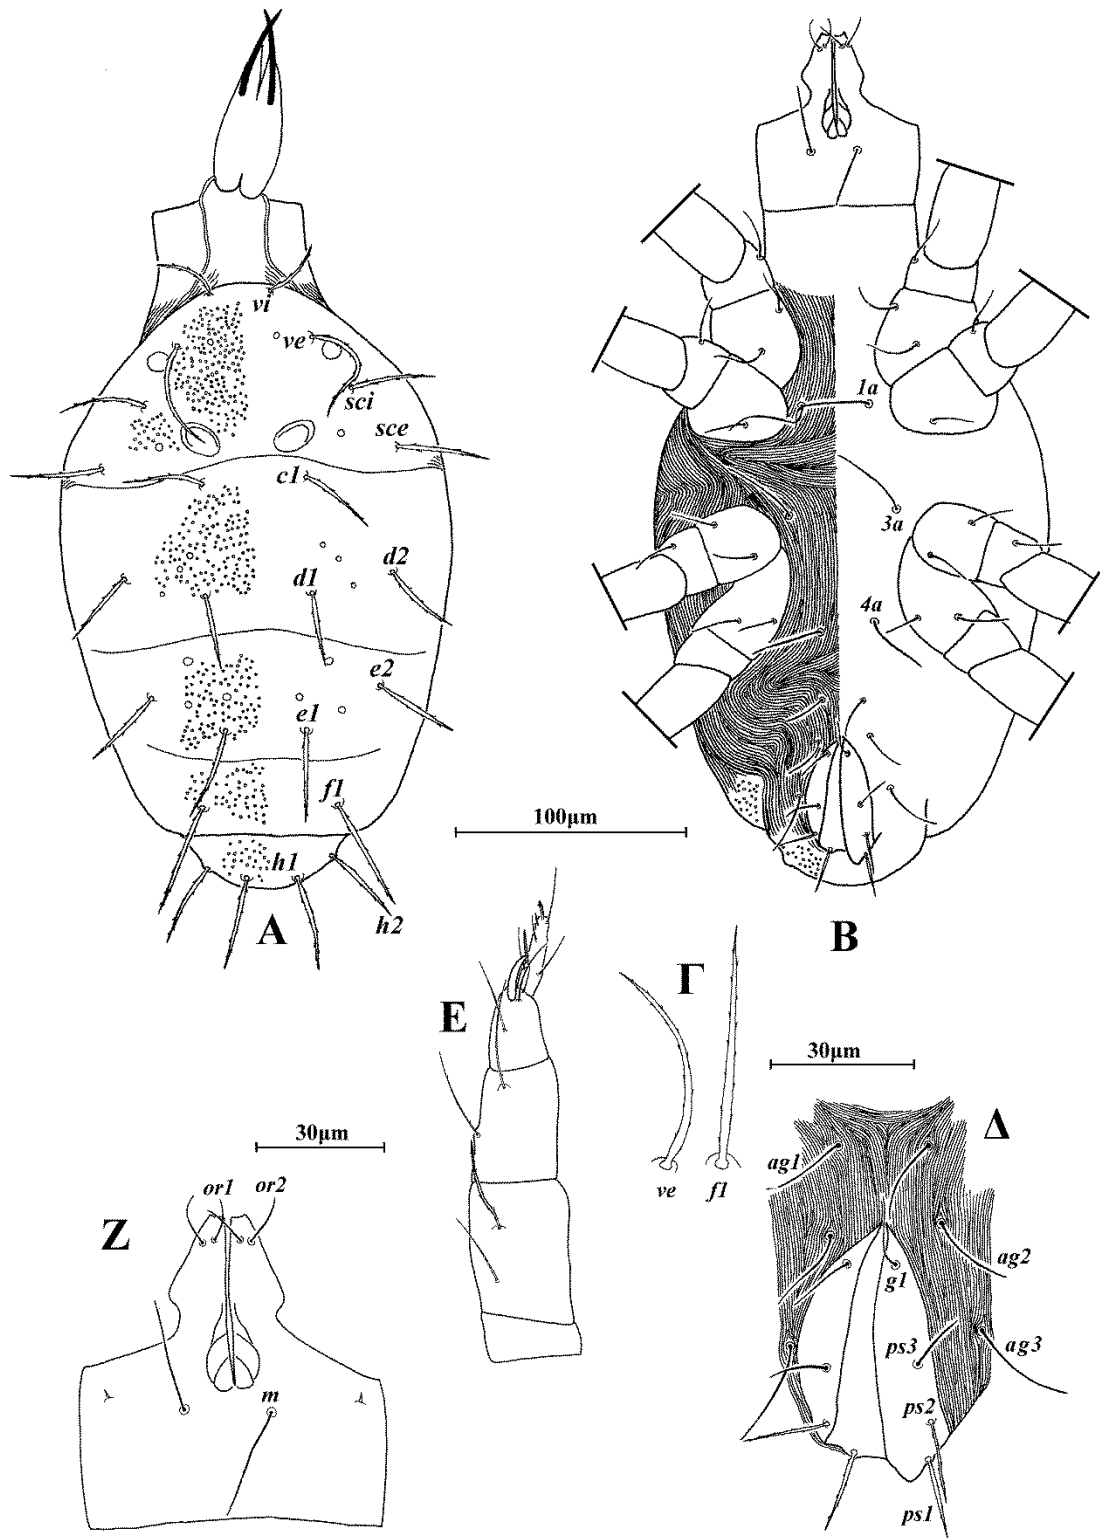 vi
ve
sci
sce
c1
d1
d2
e1
e2
f1
h1
h2
A
1a
3a
4a
B
100μm
E
Γ
ve
f1
30μm
Δ
ag1
ag2
g1
ps3
ag3
ps2
ps1
30μm
Z
or1
or2
m